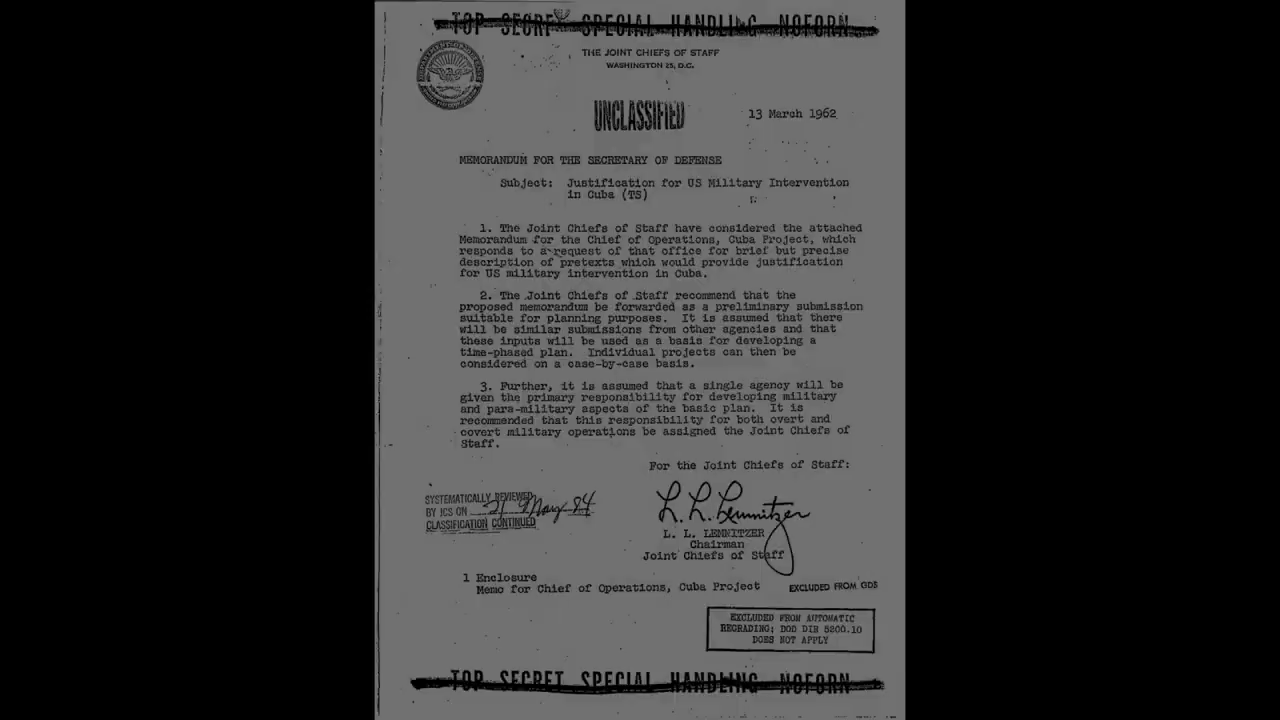 TOP SECRET SPECIAL HANDLING NOFORN
THE JOINT CHIEFS OF STAFF
WASHINGTON 25, D.C.
UNCLASSIFIED
13 March 1962
MEMORANDUM FOR THE SECRETARY OF DEFENSE
Subject: Justification for US Military Intervention
in Cuba (TS)
1. The Joint Chiefs of Staff have considered the attached
Memorandum for the Chief of Operations, Cuba Project, which
responds to a request of that office for brief but precise
description of pretexts which would provide justification
for US military intervention in Cuba.
2. The Joint Chiefs of Staff recommend that the
proposed memorandum be forwarded as a preliminary submission
suitable for planning purposes. It is assumed that there
will be similar submissions from other agencies and that
these inputs will be used as a basis for developing a
time-phased plan. Individual projects can then be
considered on a case-by-case basis.
3. Further, it is assumed that a single agency will be
given the primary responsibility for developing military
and para-military aspects of the basic plan. It is
recommended that this responsibility for both overt and
covert military operations be assigned the Joint Chiefs of
Staff.
For the Joint Chiefs of Staff:
SYSTEMATICALLY REVIEWED
BY JCS ON 21 May 84
CLASSIFICATION CONTINUED
L. L. Lemnitzer
L. L. LEMNITZER
Chairman
Joint Chiefs of Staff
1 Enclosure
Memo for Chief of Operations, Cuba Project
EXCLUDED FROM GDS
EXCLUDED FROM AUTOMATIC
REGRADING; DOD DIR 5200.10
DOES NOT APPLY
TOP SECRET SPECIAL HANDLING NOFORN